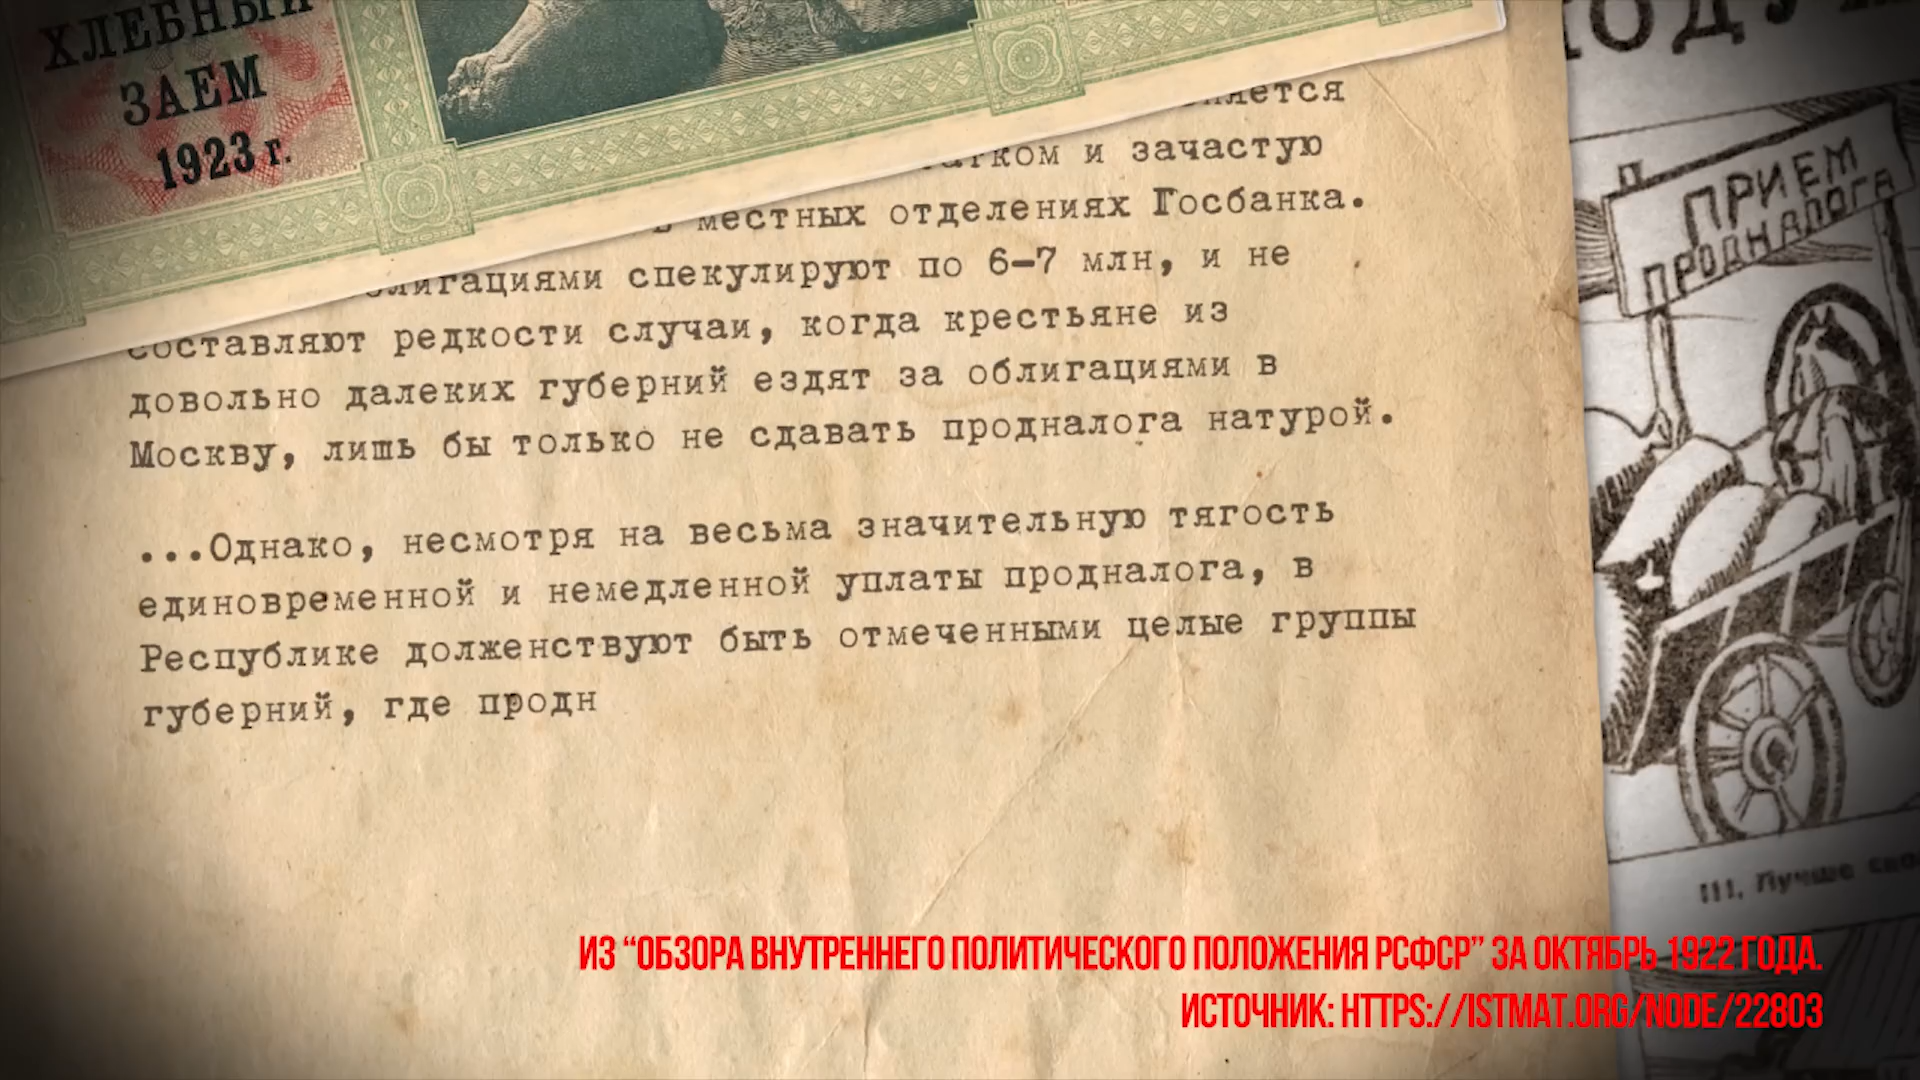 ХЛЕБНЫЙ
ЗАЕМ
1923 г.
и зачастую
местных отделениях Госбанка.
спекулируют по 6-7 млн, и не
составляют редкости случаи, когда крестьяне из
довольно далеких губерний ездят за облигациями в
Москву, лишь бы только не сдавать продналога натурой.
...Однако, несмотря на весьма значительную тягость
единовременной и немедленной уплаты продналога, в
Республике долженствуют быть отмеченными целые группы
губерний, где продн
ПРИЕМ
ПРОДНАЛОГА
III. Лучше
ИЗ “ОБЗОРА ВНУТРЕННЕГО ПОЛИТИЧЕСКОГО ПОЛОЖЕНИЯ РСФСР” ЗА ОКТЯБРЬ 1922 ГОДА.
ИСТОЧНИК: HTTPS://ISTMAT.ORG/NODE/22803